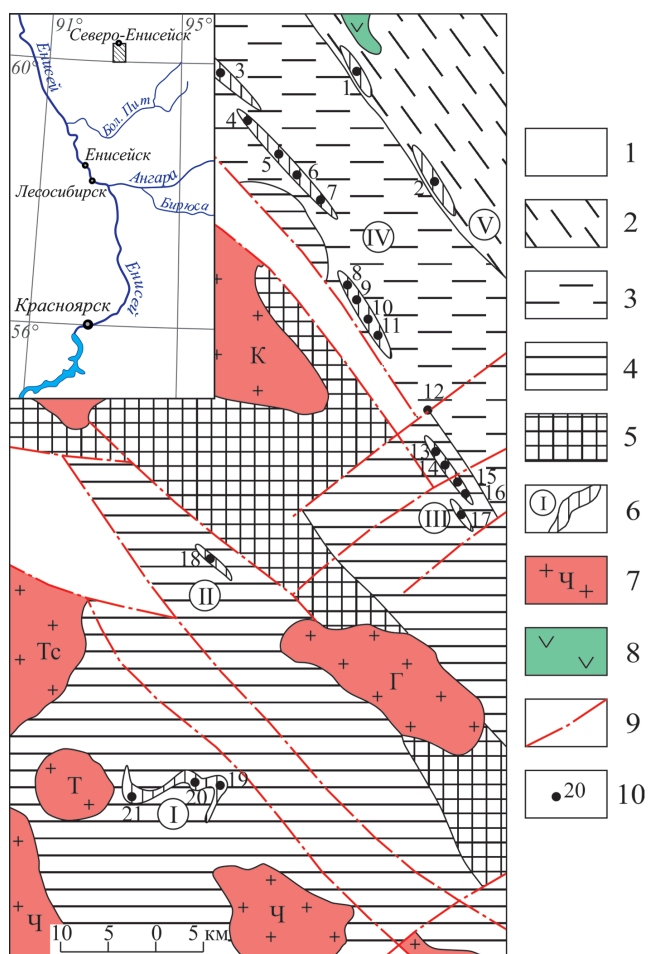 91°
95°
Северо-Енисейск
60°
Енисей
Бол. Пит
Енисейск
Ангара
Лесосибирск
Бирюса
Енисей
Красноярск
56°
3
1
4
5
6
2
7
IV
V
8
9
10
11
К
12
13
14
15
16
III
17
18
II
Тс
Г
Т
19
20
21
I
Ч
Ч
10 5 0 5 км
1
2
3
4
5
I 6
Ч 7
8
9
20 10